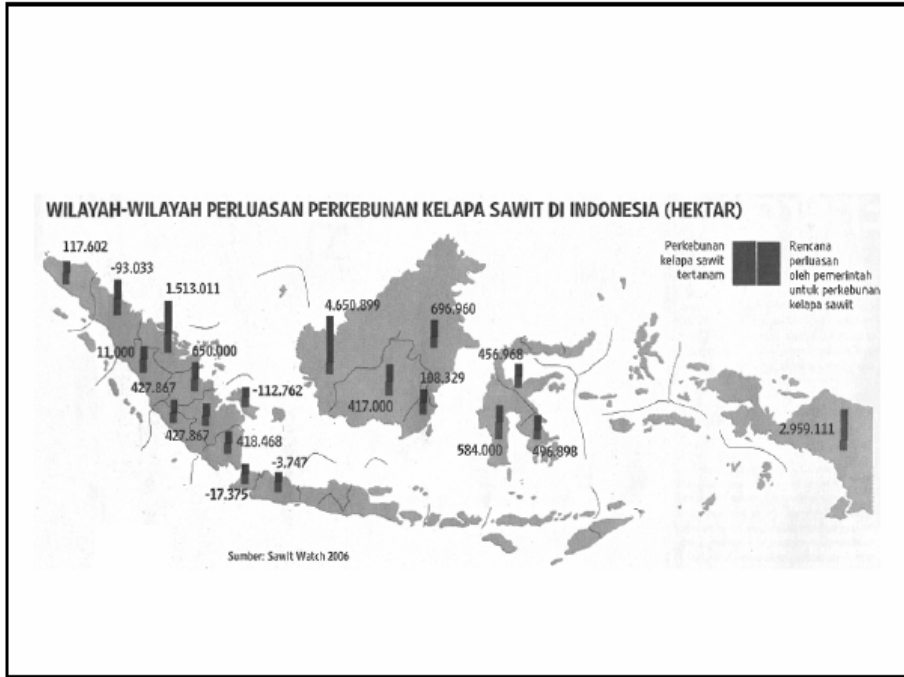 WILAYAH-WILAYAH PERLUASAN PERKEBUNAN KELAPA SAWIT DI INDONESIA (HEKTAR)
Perkebunan
kelapa sawit
tertanam
Rencana
perluasan
oleh pemerintah
untuk perkebunan
kelapa sawit
117.602
-93.033
1.513.011
4.650.899
696.960
11.000
650.000
456.968
427.867
-112.762
417.000
108.329
427.867
418.468
584.000
496.898
2.959.111
-3.747
-17.375
Sumber: Sawit Watch 2006